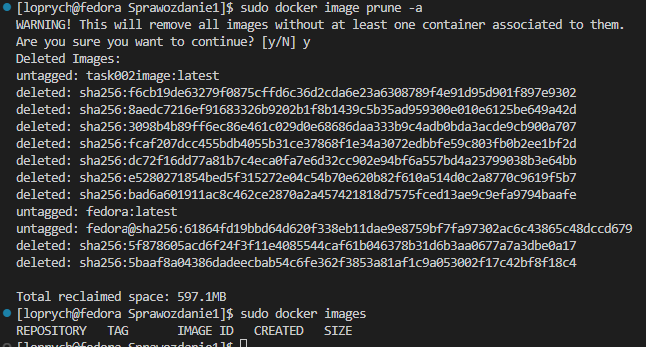 [loprych@fedora Sprawozdanie1]$ sudo docker image prune -a
WARNING! This will remove all images without at least one container associated to them.
Are you sure you want to continue? [y/N] y
Deleted Images:
untagged: task002image:latest
deleted: sha256:f6cb19de63279f0875cffd6c36d2cda6e23a6308789f4e91d95d901f897e9302
deleted: sha256:8aedc7216ef91683326b9202b1f8b1439c5b35ad959300e010e6125be649a42d
deleted: sha256:3098b4b89ff6ec86e461c029d0e68686daa333b9c4adb0bda3acde9cb900a707
deleted: sha256:fcaf207dcc455bdb4055b31ce37868f1e34a3072edbbfe59c803fb0b2ee1bf2d
deleted: sha256:dc72f16dd77a81b7c4eca0fa7e6d32cc902e94bf6a557bd4a23799038b3e64bb
deleted: sha256:e5280271854bed5f315272e04c54b70e620b82f610a514d0c2a8770c9619f5b7
deleted: sha256:bad6a601911ac8c462ce2870a2a457421818d7575fced13ae9c9efa9794baafe
untagged: fedora:latest
untagged: fedora@sha256:61864fd19bbd64d620f338eb11dae9e8759bf7fa97302ac6c43865c48dccd679
deleted: sha256:5f878605acd6f24f3f11e4085544caf61b046378b31d6b3aa0677a7a3dbe0a17
deleted: sha256:5baaf8a04386dadeecbab54c6fe362f3853a81af1c9a053002f17c42bf8f18c4
Total reclaimed space: 597.1MB
[loprych@fedora Sprawozdanie1]$ sudo docker images
REPOSITORY TAG IMAGE ID CREATED SIZE
[loprych@fedora Sprawozdanie1]$